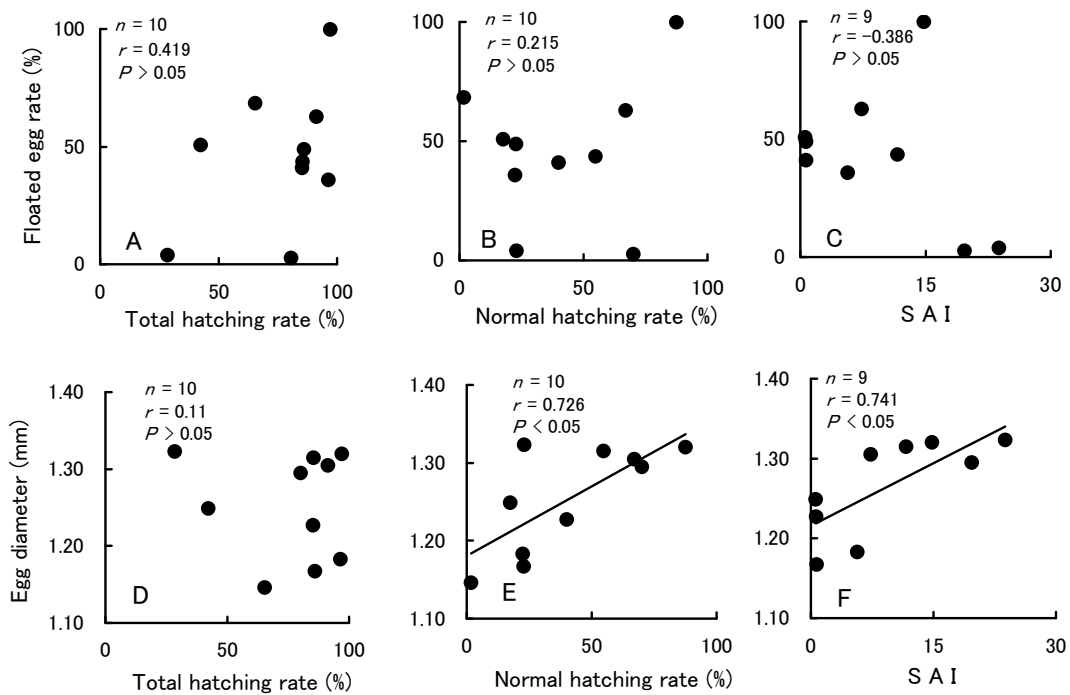 n = 10
r = 0.419
P > 0.05
100
50
0
Floated egg rate (%)
A
0 50 100
Total hatching rate (%)
n = 10
r = 0.215
P > 0.05
100
50
0
B
0 50 100
Normal hatching rate (%)
n = 9
r = -0.386
P > 0.05
100
50
0
C
0 15 30
S A I
n = 10
r = 0.11
P > 0.05
1.40
1.30
1.20
1.10
Egg diameter (mm)
D
0 50 100
Total hatching rate (%)
n = 10
r = 0.726
P < 0.05
1.40
1.30
1.20
1.10
E
0 50 100
Normal hatching rate (%)
n = 9
r = 0.741
P < 0.05
1.40
1.30
1.20
1.10
F
0 15 30
S A I